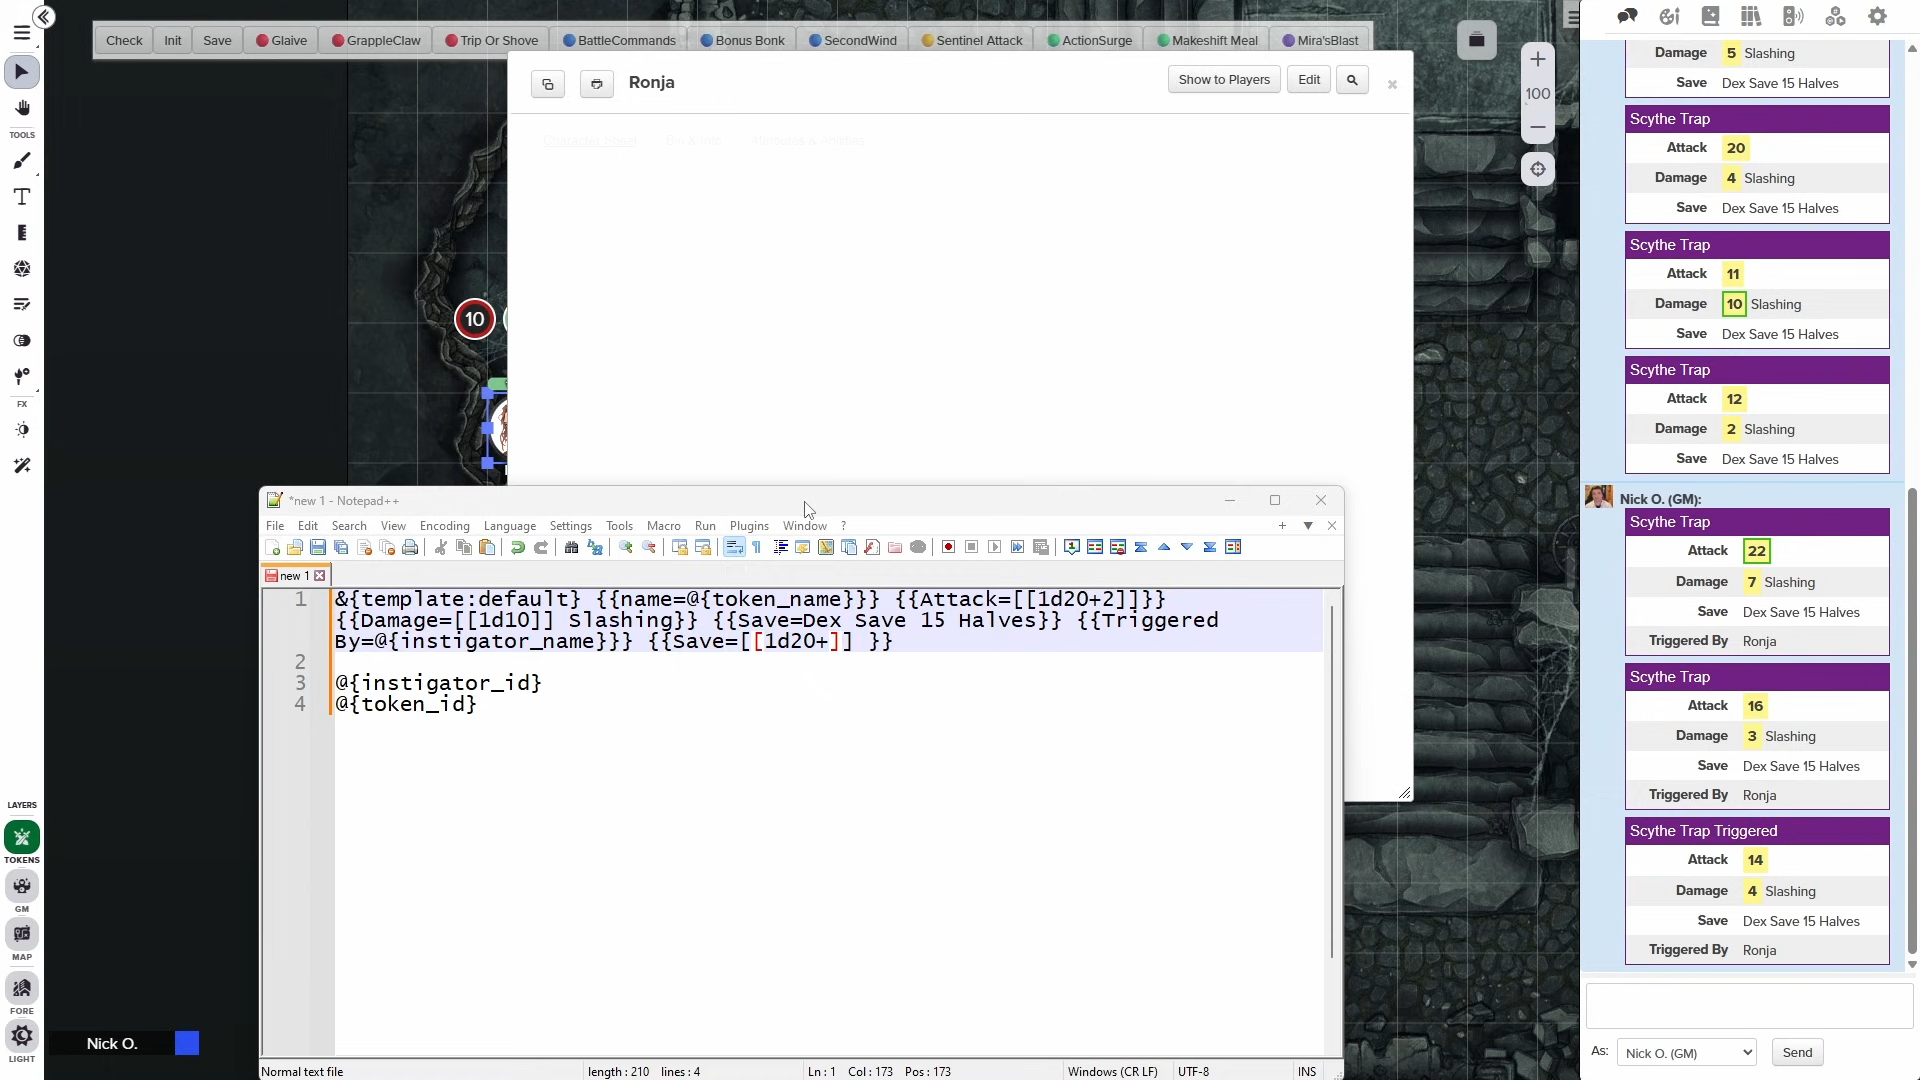 Check Init Save Glaive GrappleClaw Trip Or Shove BattleCommands Bonus Bonk SecondWind Sentinel Attack ActionSurge Makeshift Meal Mira'sBlast
TOOLS
FX
LAYERS
TOKENS
GM
MAP
FORE
LIGHT
Nick O.
10
100
Ronja
Show to Players Edit
Character Sheet Bio & Info Attributes & Abilities
*new 1 - Notepad++
File Edit Search View Encoding Language Settings Tools Macro Run Plugins Window ?
new 1
1 &{template:default} {{name=@{token_name}}} {{Attack=[[1d20+2]]}}
{{Damage=[[1d10]] Slashing}} {{Save=Dex Save 15 Halves}} {{Triggered
By=@{instigator_name}}} {{Save=[[1d20+]] }}
2
3 @{instigator_id}
4 @{token_id}
Normal text file length : 210 lines : 4 Ln : 1 Col : 173 Pos : 173 Windows (CR LF) UTF-8 INS
Damage 5 Slashing
Save Dex Save 15 Halves
Scythe Trap
Attack 20
Damage 4 Slashing
Save Dex Save 15 Halves
Scythe Trap
Attack 11
Damage 10 Slashing
Save Dex Save 15 Halves
Scythe Trap
Attack 12
Damage 2 Slashing
Save Dex Save 15 Halves
Nick O. (GM):
Scythe Trap
Attack 22
Damage 7 Slashing
Save Dex Save 15 Halves
Triggered By Ronja
Scythe Trap
Attack 16
Damage 3 Slashing
Save Dex Save 15 Halves
Triggered By Ronja
Scythe Trap Triggered
Attack 14
Damage 4 Slashing
Save Dex Save 15 Halves
Triggered By Ronja
As: Nick O. (GM) Send